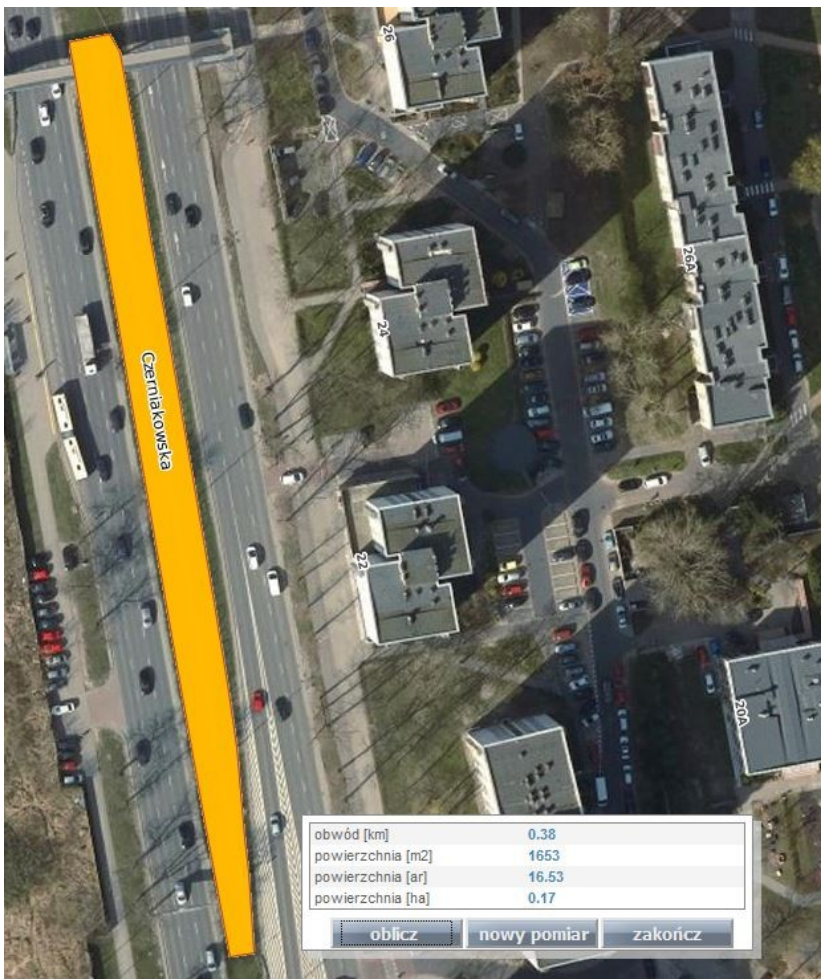 26
26A
24
Czerniakowska
22
20A
obwód [km] 0.38
powierzchnia [m2] 1653
powierzchnia [ar] 16.53
powierzchnia [ha] 0.17
oblicz nowy pomiar zakończ